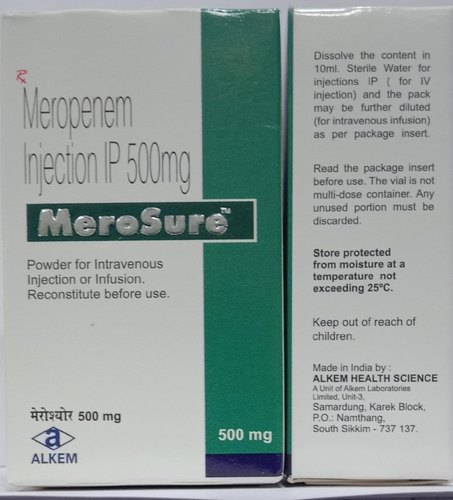 Rx
Meropenem
Injection IP 500mg
MeroSure™
Powder for Intravenous
Injection or Infusion.
Reconstitute before use.
मेरोश्योर 500 mg
a
ALKEM
500 mg
Dissolve the content in
10ml. Sterile Water for
injections IP ( for IV
injection) and the pack
may be further diluted
(for intravenous infusion)
as per package insert.
Read the package insert
before use. The vial is not
multi-dose container. Any
unused portion must be
discarded.
Store protected
from moisture at a
temperature not
exceeding 25ºC.
Keep out of reach of
children.
Made in India by :
ALKEM HEALTH SCIENCE
A Unit of Alkem Laboratories
Limited, Unit-3,
Samardung, Karek Block,
P.O.: Namthang,
South Sikkim - 737 137.